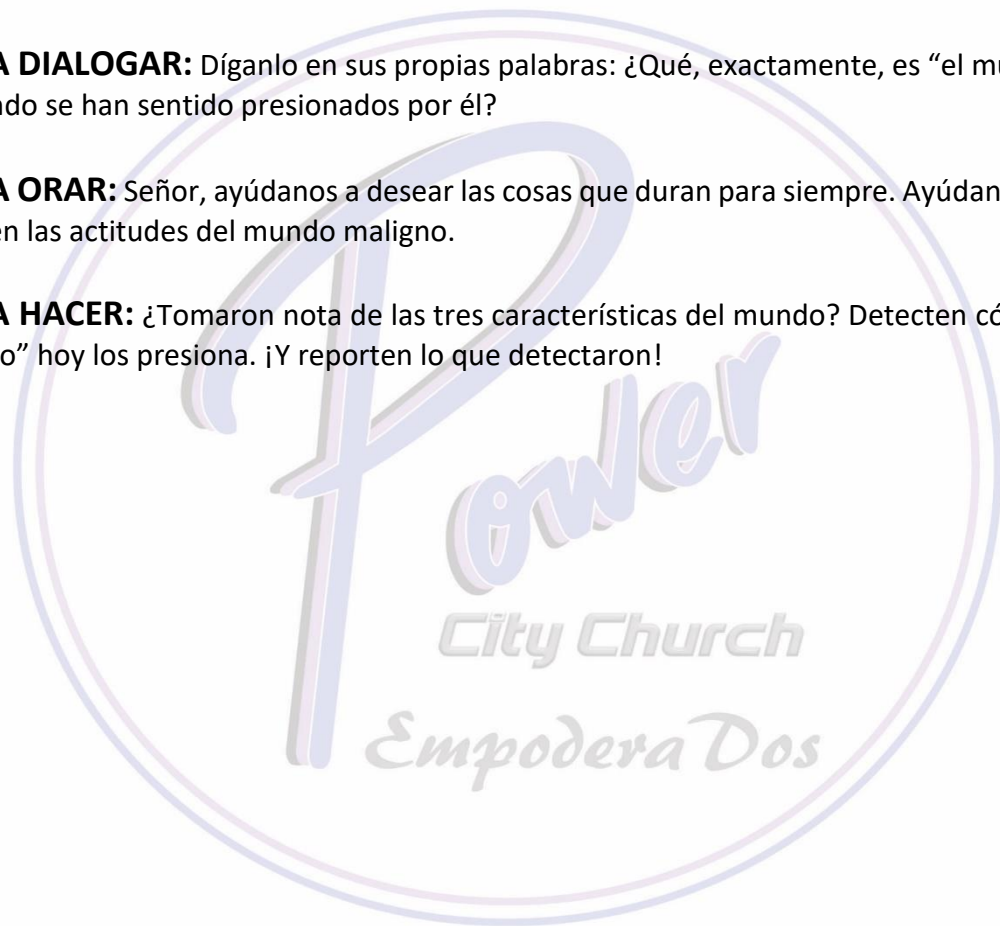 A DIALOGAR: Díganlo en sus propias palabras: ¿Qué, exactamente, es “el mu
ndo se han sentido presionados por él?
A ORAR: Señor, ayúdanos a desear las cosas que duran para siempre. Ayúdan
en las actitudes del mundo maligno.
A HACER: ¿Tomaron nota de las tres características del mundo? Detecten có
o” hoy los presiona. ¡Y reporten lo que detectaron!
Power
City Church
EmpoderaDos